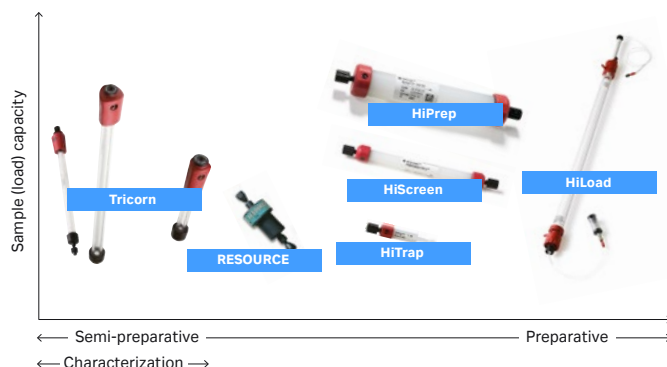 Sample (load) capacity
HiPrep
HiScreen
HiLoad
Tricorn
RESOURCE
HiTrap
Semi-preparative
Preparative
Characterization